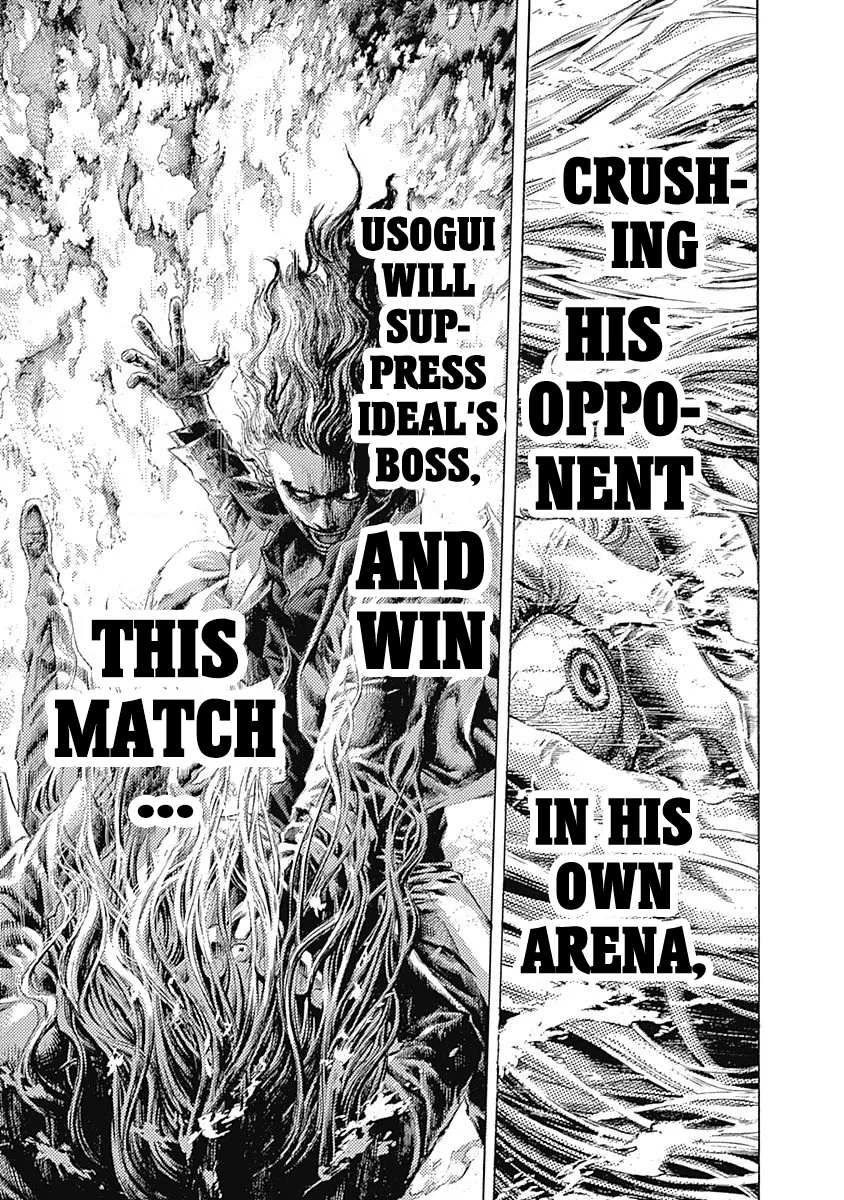 CRUSH-
ING
HIS
OPPO-
NENT
IN HIS
OWN
ARENA,
USOGUI
WILL
SUP-
PRESS
IDEAL'S
BOSS,
AND
WIN
THIS
MATCH
...